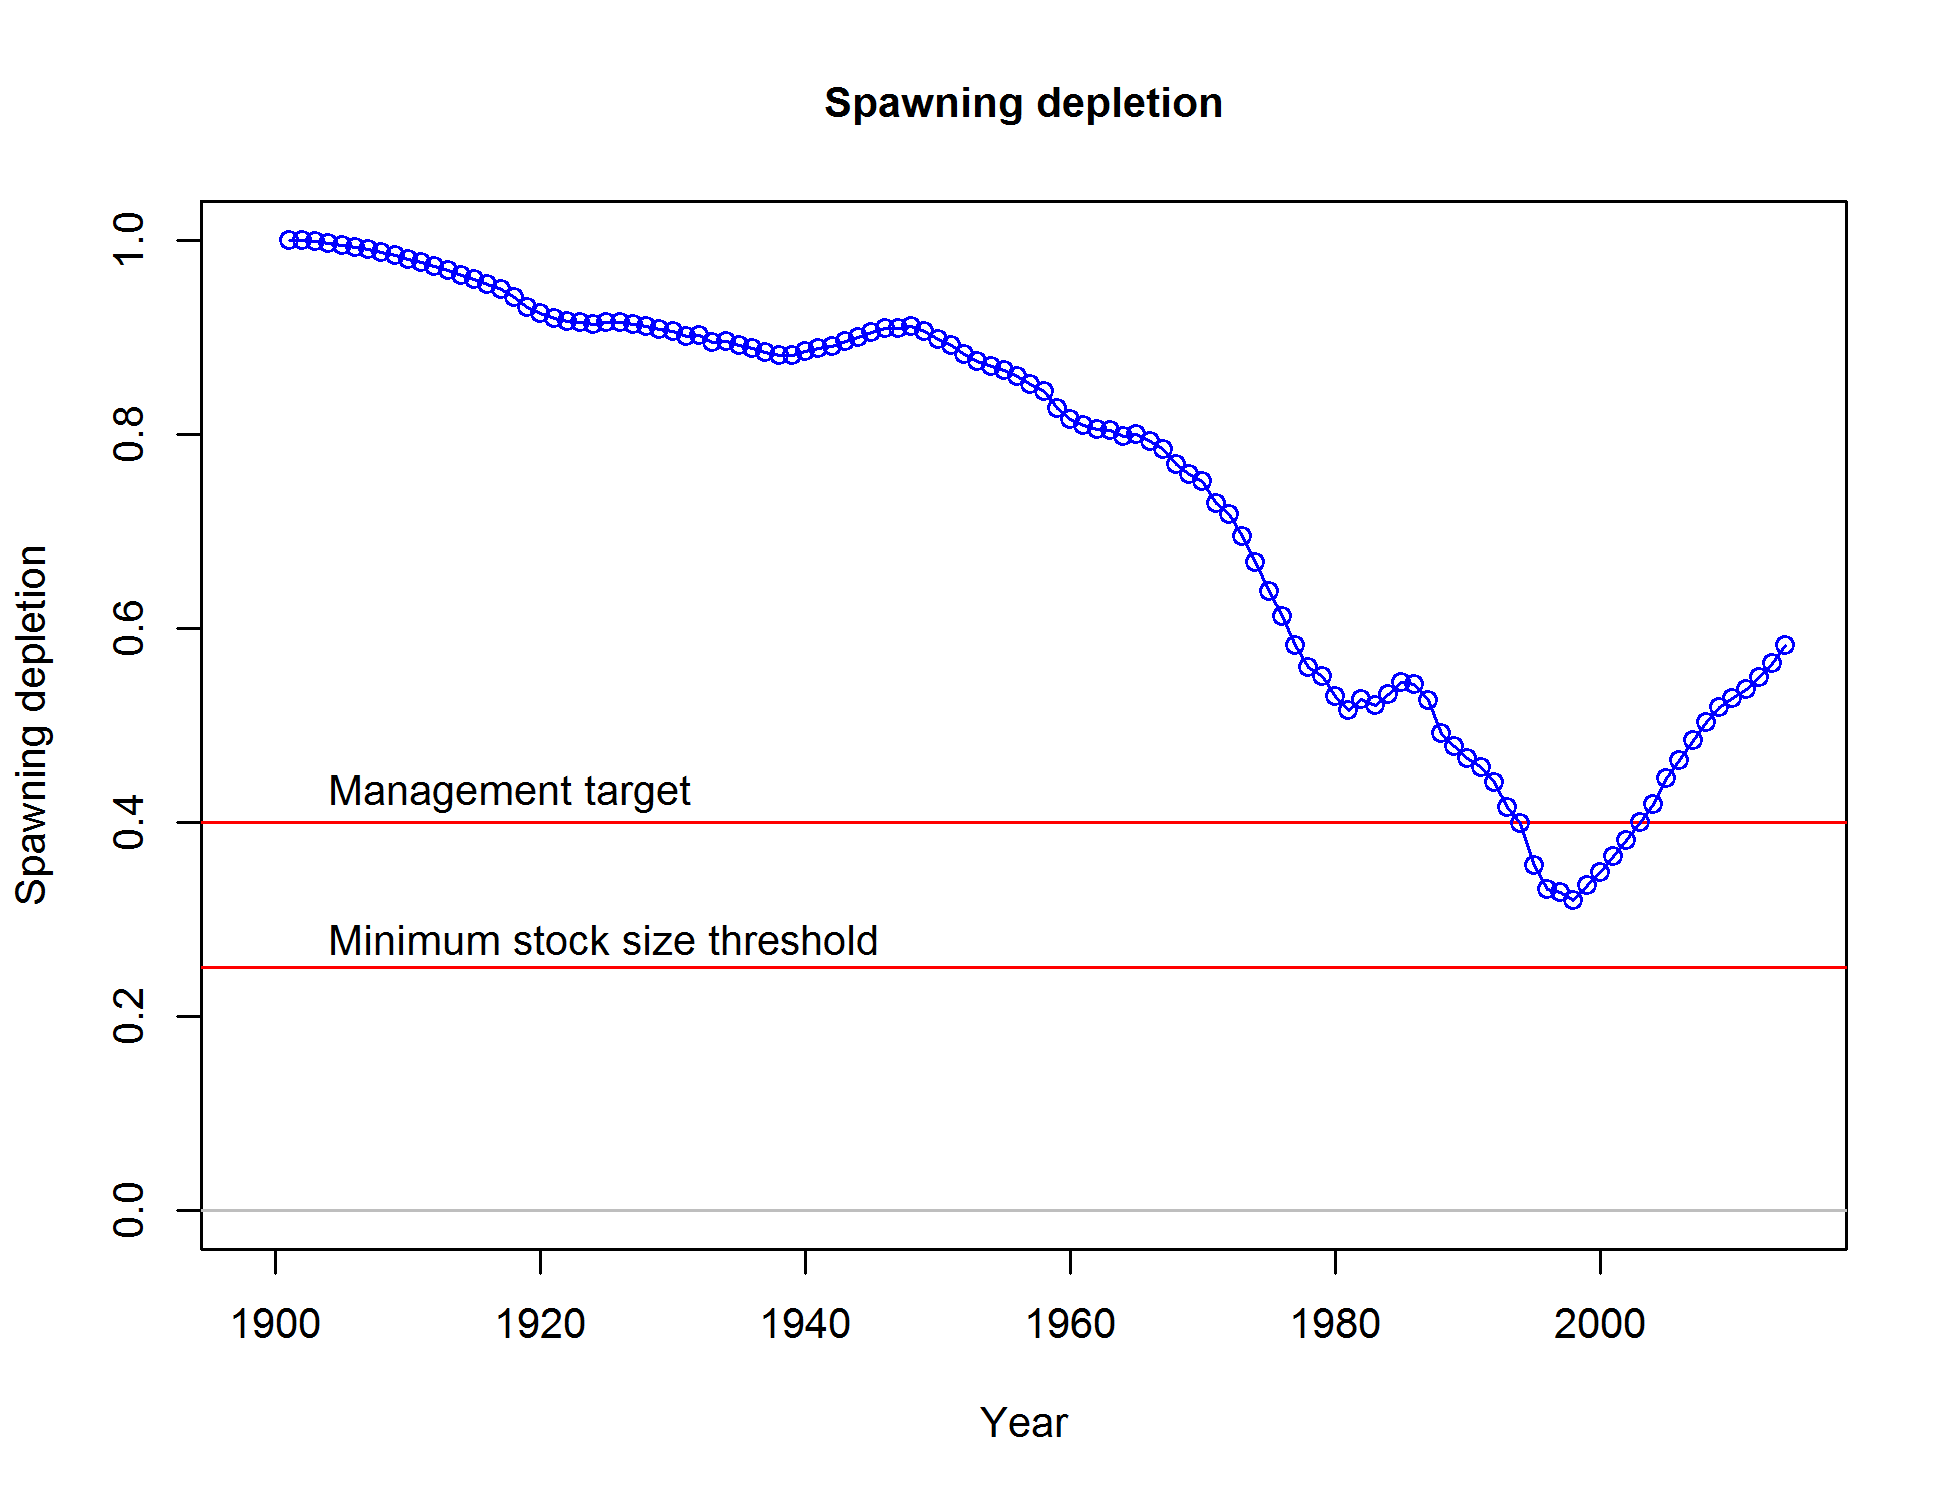 Spawning depletion
Spawning depletion
1.0
0.8
0.6
0.4
0.2
0.0
Management target
Minimum stock size threshold
1900 1920 1940 1960 1980 2000
Year